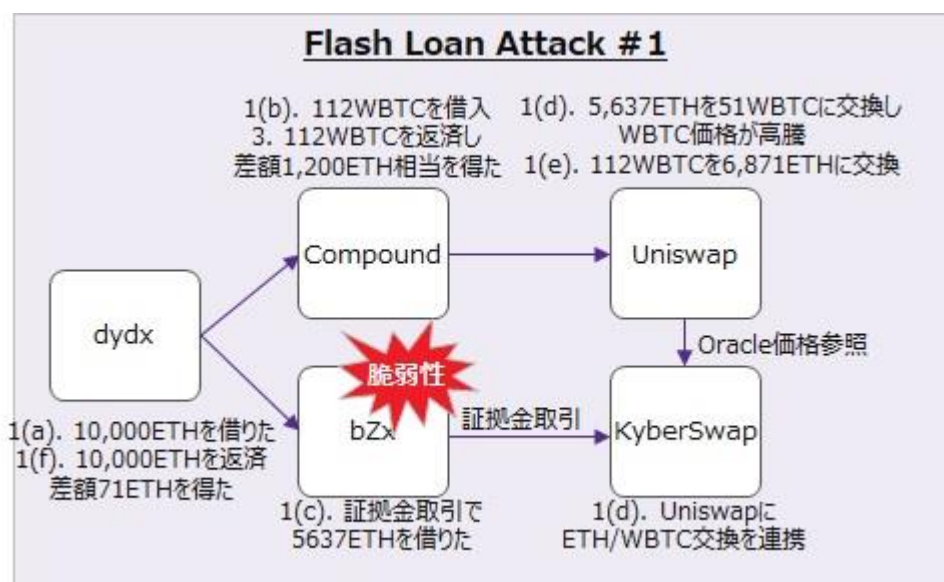 Flash Loan Attack #1
1(b). 112WBTCを借入
3. 112WBTCを返済し
差額1,200ETH相当を得た
1(d). 5,637ETHを51WBTCに交換し
WBTC価格が高騰
1(e). 112WBTCを6,871ETHに交換
Compound
Uniswap
dydx
Oracle価格参照
脆弱性
bZx
証拠金取引
KyberSwap
1(a). 10,000ETHを借りた
1(f). 10,000ETHを返済
差額71ETHを得た
1(c). 証拠金取引で
5637ETHを借りた
1(d). Uniswapに
ETH/WBTC交換を連携